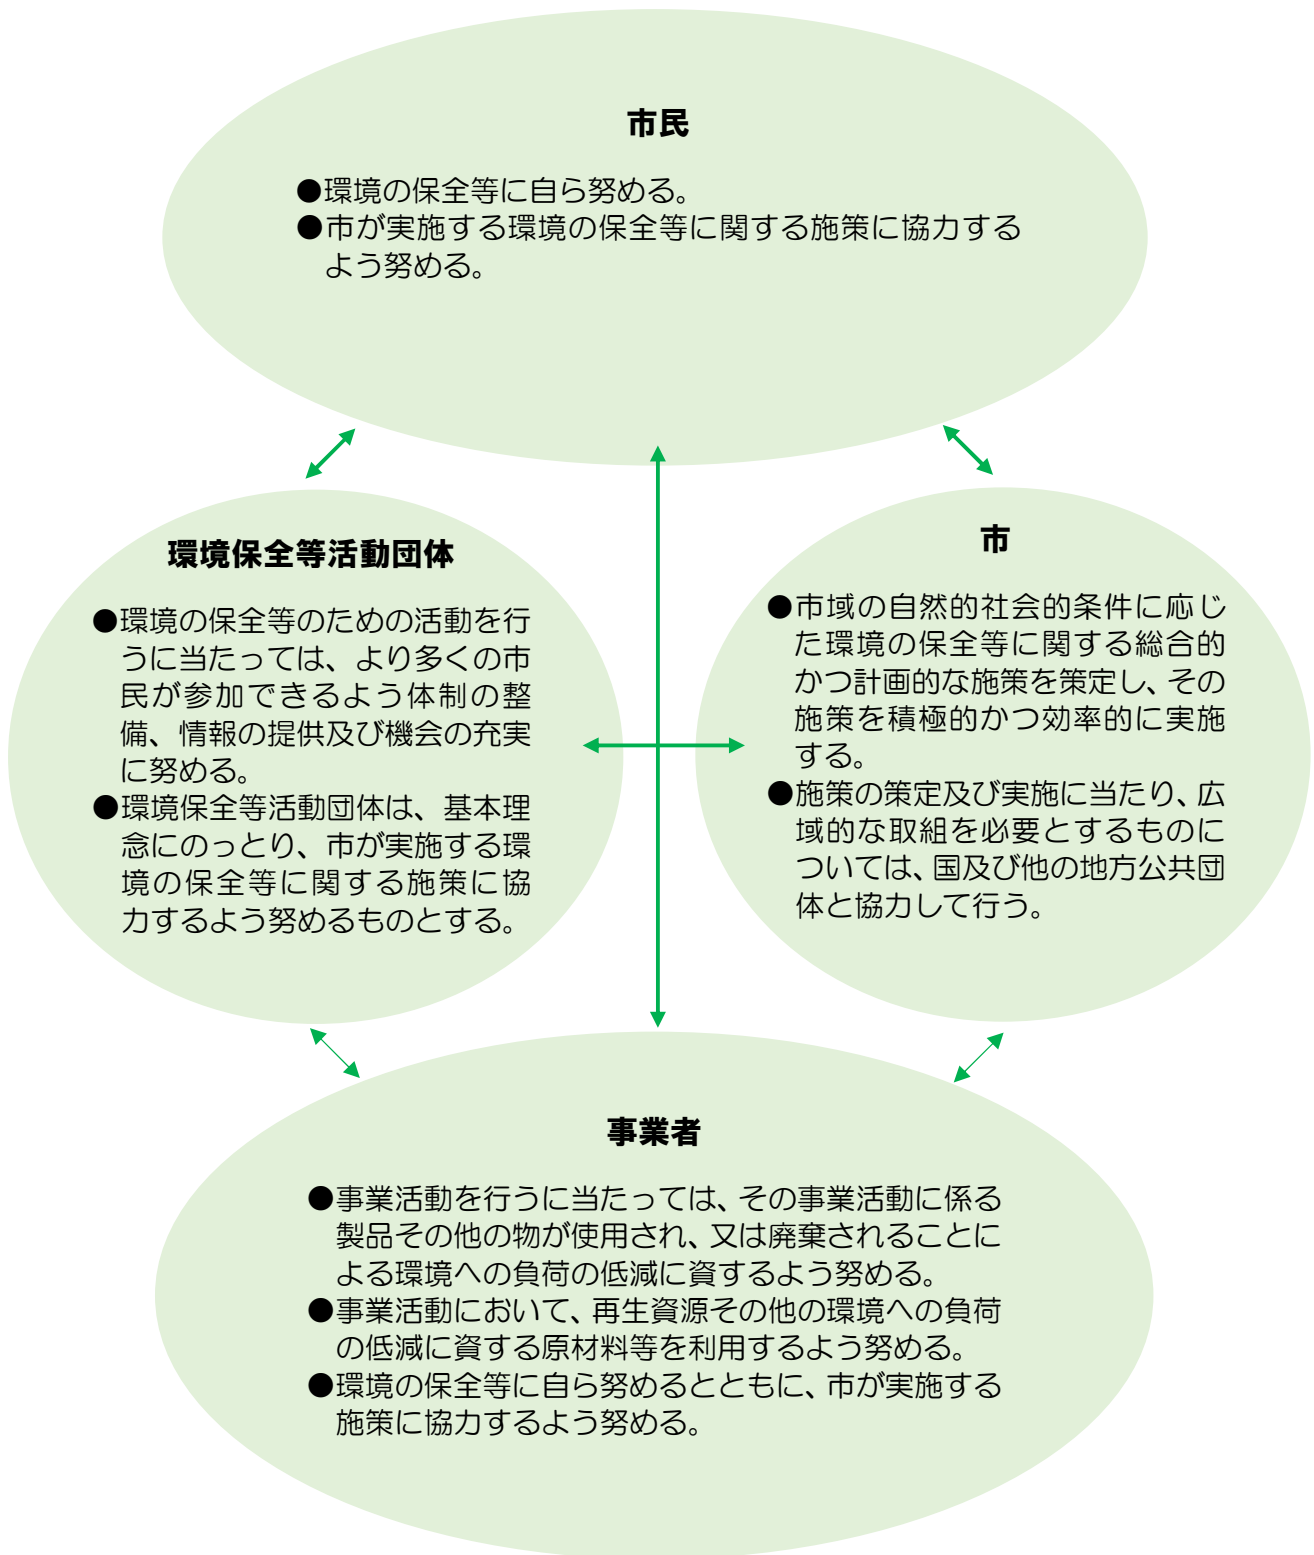 市民
●環境の保全等に自ら努める。
●市が実施する環境の保全等に関する施策に協力する
よう努める。
環境保全等活動団体
●環境の保全等のための活動を行
うに当たっては、より多くの市
民が参加できるよう体制の整
備、情報の提供及び機会の充実
に努める。
●環境保全等活動団体は、基本理
念にのっとり、市が実施する環
境の保全等に関する施策に協
力するよう努めるものとする。
市
●市域の自然的社会的条件に応じ
た環境の保全等に関する総合的
かつ計画的な施策を策定し、その
施策を積極的かつ効率的に実施
する。
●施策の策定及び実施に当たり、広
域的な取組を必要とするものに
ついては、国及び他の地方公共団
体と協力して行う。
事業者
●事業活動を行うに当たっては、その事業活動に係る
製品その他の物が使用され、又は廃棄されることに
よる環境への負荷の低減に資するよう努める。
●事業活動において、再生資源その他の環境への負荷
の低減に資する原材料等を利用するよう努める。
●環境の保全等に自ら努めるとともに、市が実施する
施策に協力するよう努める。